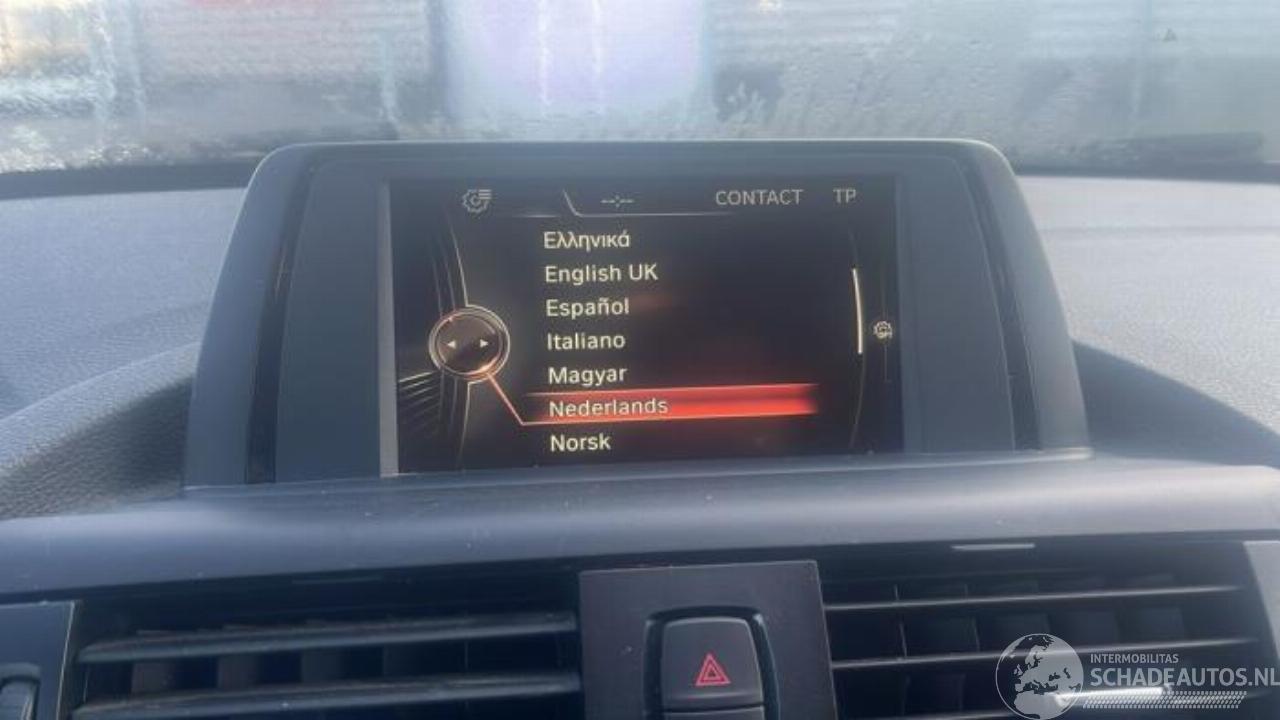 --:-- CONTACT TP
Ελληνικά
English UK
Español
Italiano
Magyar
Nederlands
Norsk
INTERMOBILITAS
SCHADEAUTOS.NL